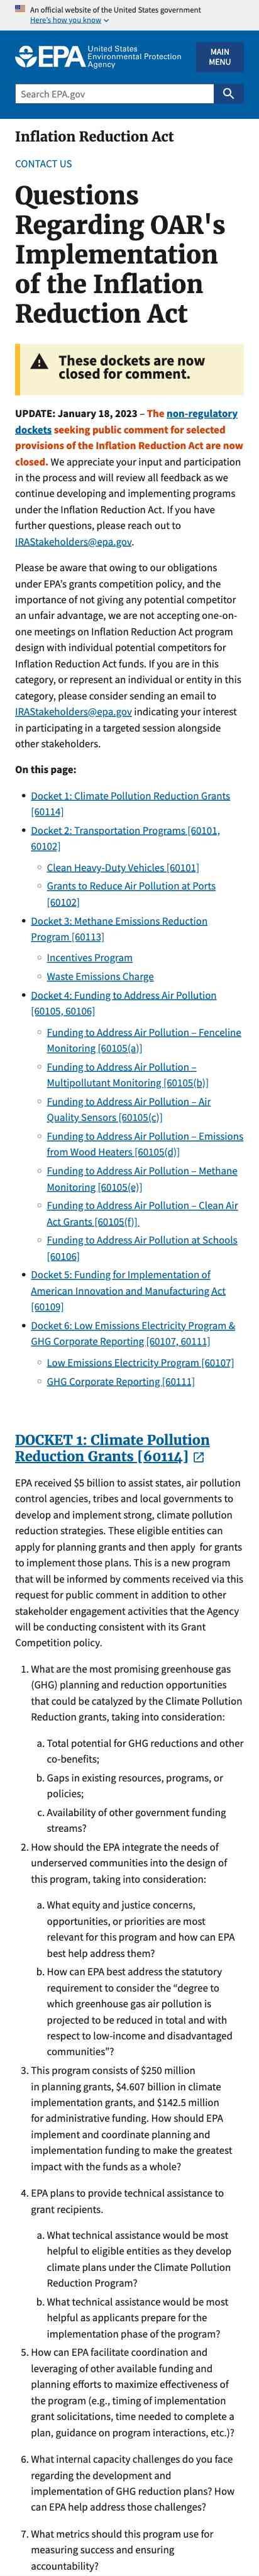 An official website of the United States government
Here's how you know
EPA
United States
Environmental Protection
Agency
MAIN
MENU
Search EPA.gov
Inflation Reduction Act
CONTACT US
Questions
Regarding OAR's
Implementation
of the Inflation
Reduction Act
These dockets are now
closed for comment.
UPDATE: January 18, 2023 – The non-regulatory
dockets seeking public comment for selected
provisions of the Inflation Reduction Act are now
closed. We appreciate your input and participation
in the process and will review all feedback as we
continue developing and implementing programs
under the Inflation Reduction Act. If you have
further questions, please reach out to
IRAStakeholders@epa.gov.
Please be aware that owing to our obligations
under EPA's grants competition policy, and the
importance of not giving any potential competitor
an unfair advantage, we are not accepting one-on-
one meetings on Inflation Reduction Act program
design with individual potential competitors for
Inflation Reduction Act funds. If you are in this
category, or represent an individual or entity in this
category, please consider sending an email to
IRAStakeholders@epa.gov indicating your interest
in participating in a targeted session alongside
other stakeholders.
On this page:
• Docket 1: Climate Pollution Reduction Grants
[60114]
• Docket 2: Transportation Programs [60101,
60102]
○ Clean Heavy-Duty Vehicles [60101]
○ Grants to Reduce Air Pollution at Ports
[60102]
• Docket 3: Methane Emissions Reduction
Program [60113]
○ Incentives Program
○ Waste Emissions Charge
• Docket 4: Funding to Address Air Pollution
[60105, 60106]
○ Funding to Address Air Pollution – Fenceline
Monitoring [60105(a)]
○ Funding to Address Air Pollution –
Multipollutant Monitoring [60105(b)]
○ Funding to Address Air Pollution – Air
Quality Sensors [60105(c)]
○ Funding to Address Air Pollution – Emissions
from Wood Heaters [60105(d)]
○ Funding to Address Air Pollution – Methane
Monitoring [60105(e)]
○ Funding to Address Air Pollution – Clean Air
Act Grants [60105(f)]
○ Funding to Address Air Pollution at Schools
[60106]
• Docket 5: Funding for Implementation of
American Innovation and Manufacturing Act
[60109]
• Docket 6: Low Emissions Electricity Program &
GHG Corporate Reporting [60107, 60111]
○ Low Emissions Electricity Program [60107]
○ GHG Corporate Reporting [60111]
DOCKET 1: Climate Pollution
Reduction Grants [60114]
EPA received $5 billion to assist states, air pollution
control agencies, tribes and local governments to
develop and implement strong, climate pollution
reduction strategies. These eligible entities can
apply for planning grants and then apply for grants
to implement those plans. This is a new program
that will be informed by comments received via this
request for public comment in addition to other
stakeholder engagement activities that the Agency
will be conducting consistent with its Grant
Competition policy.
1. What are the most promising greenhouse gas
(GHG) planning and reduction opportunities
that could be catalyzed by the Climate Pollution
Reduction grants, taking into consideration:
a. Total potential for GHG reductions and other
co-benefits;
b. Gaps in existing resources, programs, or
policies;
c. Availability of other government funding
streams?
2. How should the EPA integrate the needs of
underserved communities into the design of
this program, taking into consideration:
a. What equity and justice concerns,
opportunities, or priorities are most
relevant for this program and how can EPA
best help address them?
b. How can EPA best address the statutory
requirement to consider the “degree to
which greenhouse gas air pollution is
projected to be reduced in total and with
respect to low-income and disadvantaged
communities”?
3. This program consists of $250 million
in planning grants, $4.607 billion in climate
implementation grants, and $142.5 million
for administrative funding. How should EPA
implement and coordinate planning and
implementation funding to make the greatest
impact with the funds as a whole?
4. EPA plans to provide technical assistance to
grant recipients.
a. What technical assistance would be most
helpful to eligible entities as they develop
climate plans under the Climate Pollution
Reduction Program?
b. What technical assistance would be most
helpful as applicants prepare for the
implementation phase of the program?
5. How can EPA facilitate coordination and
leveraging of other available funding and
planning efforts to maximize effectiveness of
the program (e.g., timing of implementation
grant solicitations, time needed to complete a
plan, guidance on program interactions, etc.)?
6. What internal capacity challenges do you face
regarding the development and
implementation of GHG reduction plans? How
can EPA help address those challenges?
7. What metrics should this program use for
measuring success and ensuring
accountability?